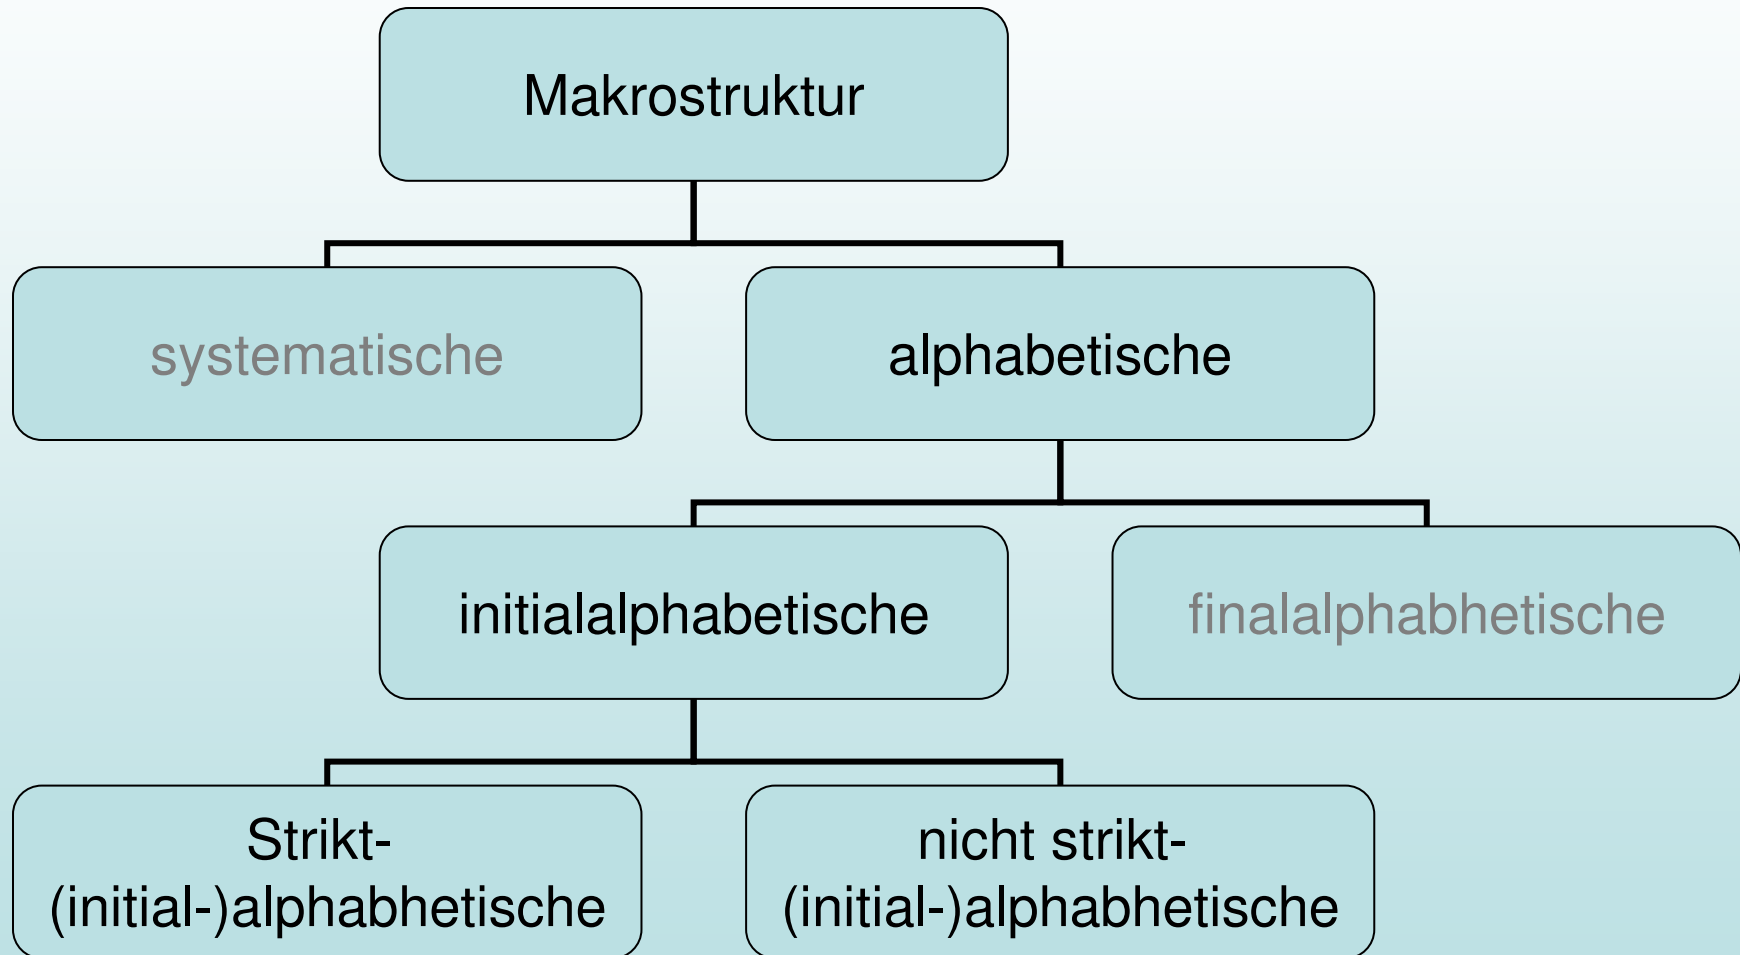 Makrostruktur
systematische
alphabetische
initialalphabetische
finalalphabhetische
Strikt-
(initial-)alphabhetische
nicht strikt-
(initial-)alphabhetische